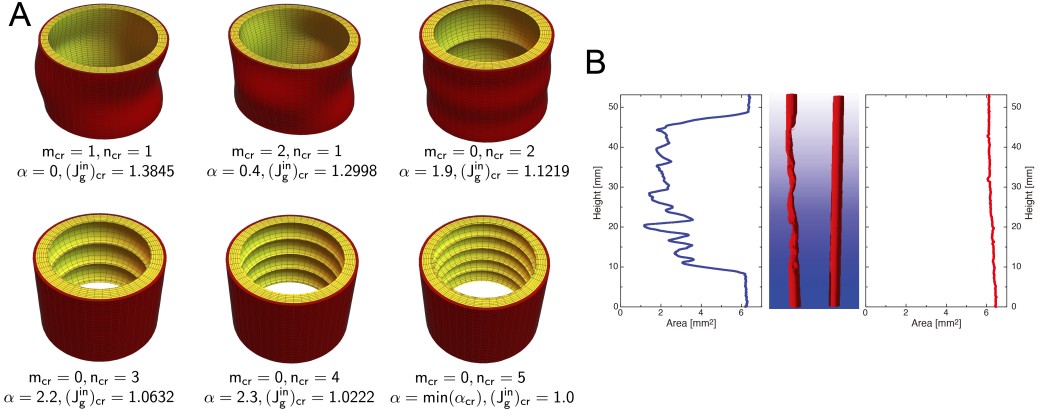 A
m_cr = 1, n_cr = 1
α = 0, (J_g^in)_cr = 1.3845
m_cr = 2, n_cr = 1
α = 0.4, (J_g^in)_cr = 1.2998
m_cr = 0, n_cr = 2
α = 1.9, (J_g^in)_cr = 1.1219
m_cr = 0, n_cr = 3
α = 2.2, (J_g^in)_cr = 1.0632
m_cr = 0, n_cr = 4
α = 2.3, (J_g^in)_cr = 1.0222
m_cr = 0, n_cr = 5
α = min(α_cr), (J_g^in)_cr = 1.0
B
50
40
30
20
10
0
Height [mm]
0 2 4 6
Area [mm²]
0 2 4 6
Area [mm²]
50
40
30
20
10
0
Height [mm]